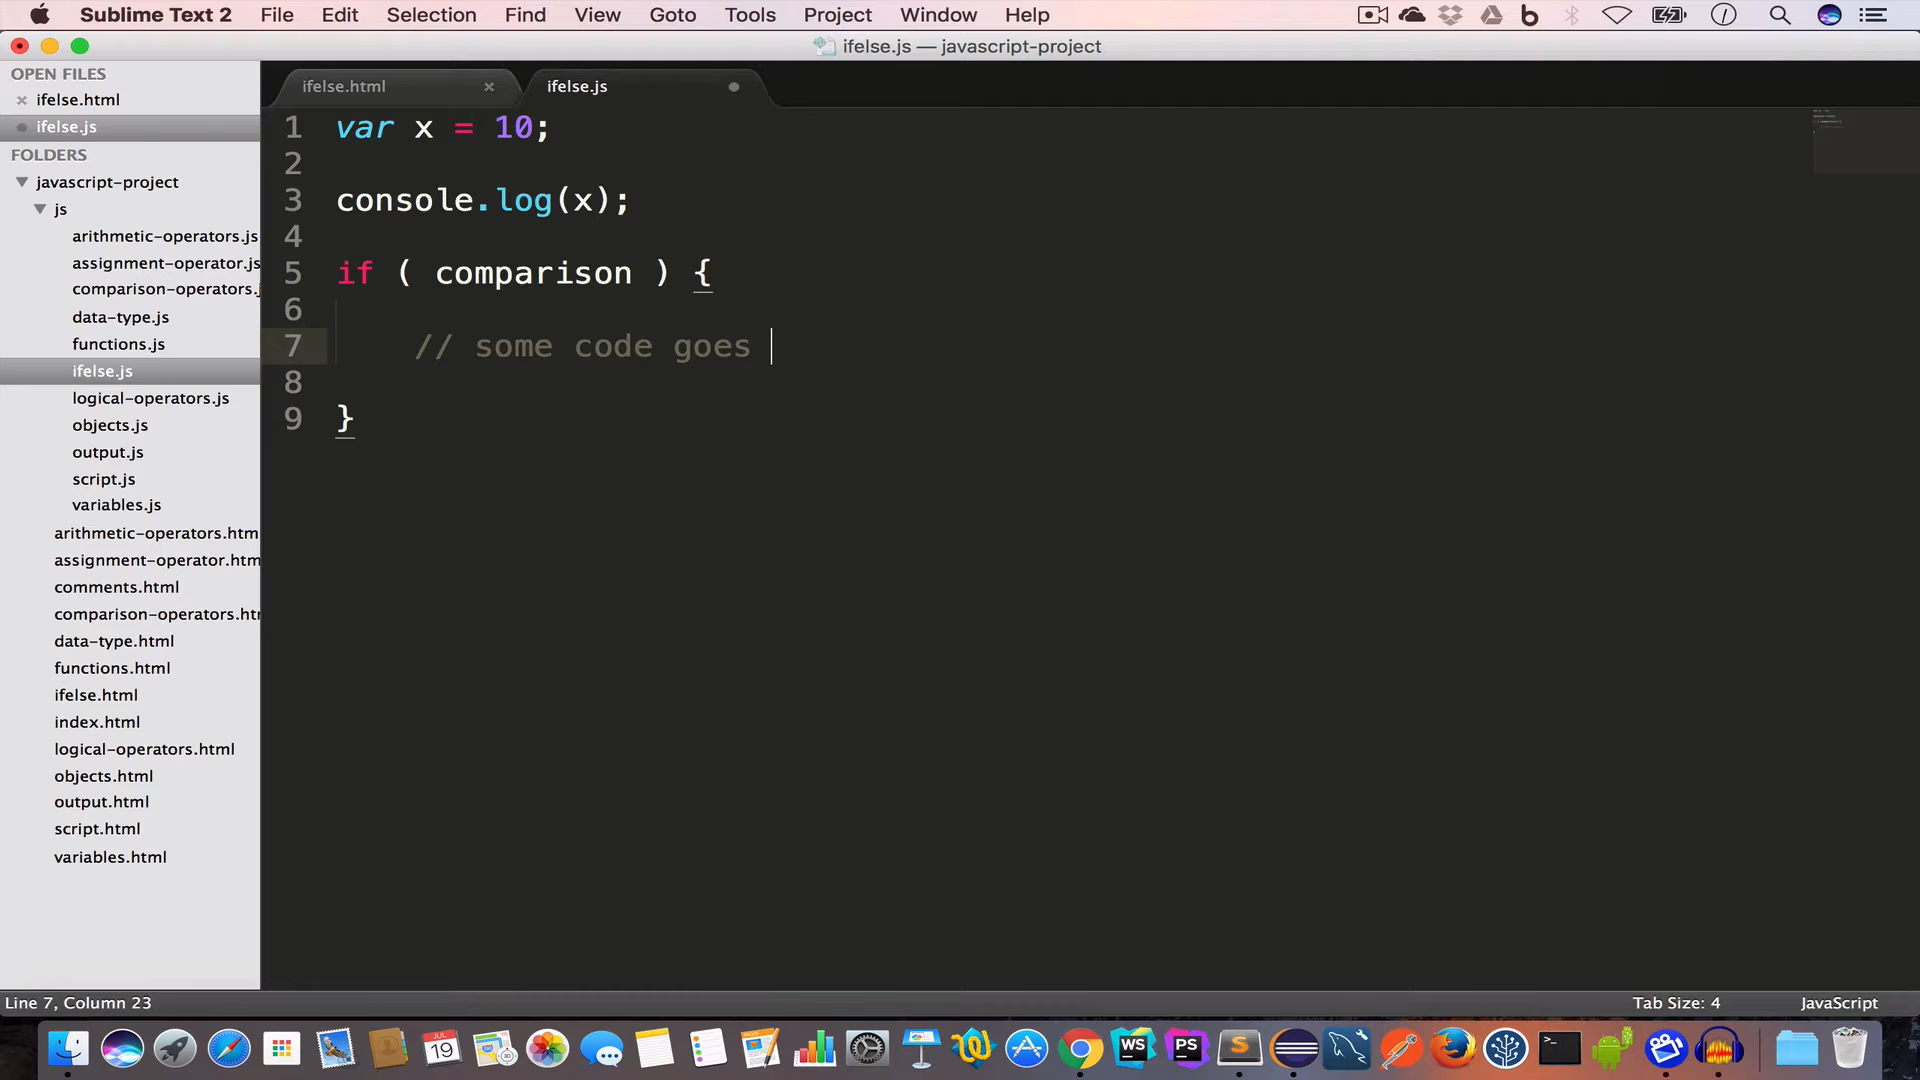 Sublime Text 2 File Edit Selection Find View Goto Tools Project Window Help
ifelse.js — javascript-project
OPEN FILES
ifelse.html
ifelse.js
FOLDERS
javascript-project
js
arithmetic-operators.js
assignment-operator.js
comparison-operators.j
data-type.js
functions.js
ifelse.js
logical-operators.js
objects.js
output.js
script.js
variables.js
arithmetic-operators.htm
assignment-operator.htm
comments.html
comparison-operators.htm
data-type.html
functions.html
ifelse.html
index.html
logical-operators.html
objects.html
output.html
script.html
variables.html
ifelse.html ifelse.js
1 var x = 10;
2
3 console.log(x);
4
5 if ( comparison ) {
6
7 // some code goes
8
9 }
Line 7, Column 23 Tab Size: 4 JavaScript
JUL
19
WS
PS
S